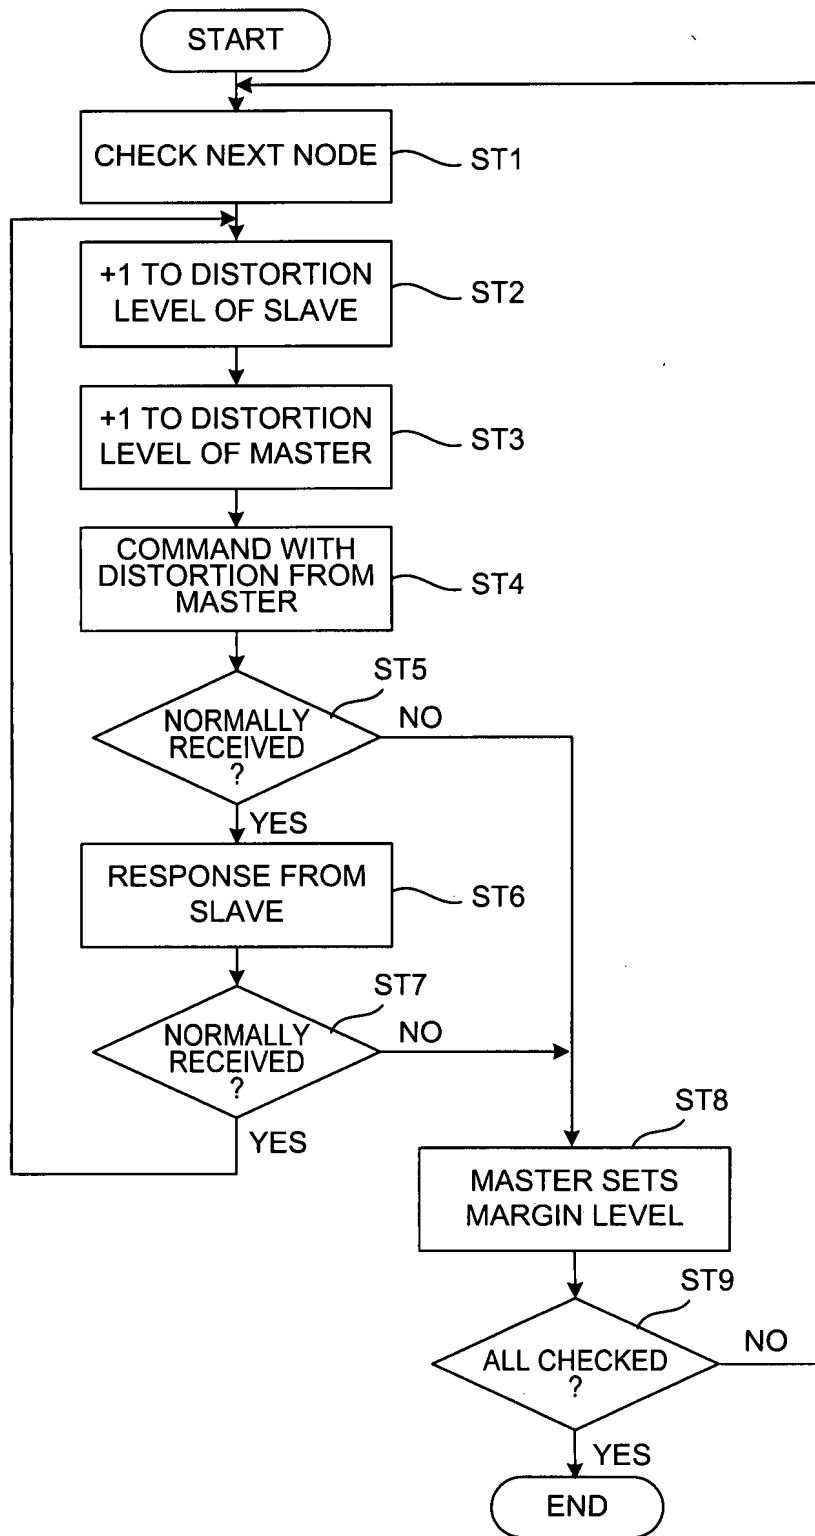 START
CHECK NEXT NODE
ST1
+1 TO DISTORTION
LEVEL OF SLAVE
ST2
+1 TO DISTORTION
LEVEL OF MASTER
ST3
COMMAND WITH
DISTORTION FROM
MASTER
ST4
ST5
NORMALLY
RECEIVED
?
NO
YES
RESPONSE FROM
SLAVE
ST6
ST7
NORMALLY
RECEIVED
?
NO
YES
ST8
MASTER SETS
MARGIN LEVEL
ST9
ALL CHECKED
?
NO
YES
END